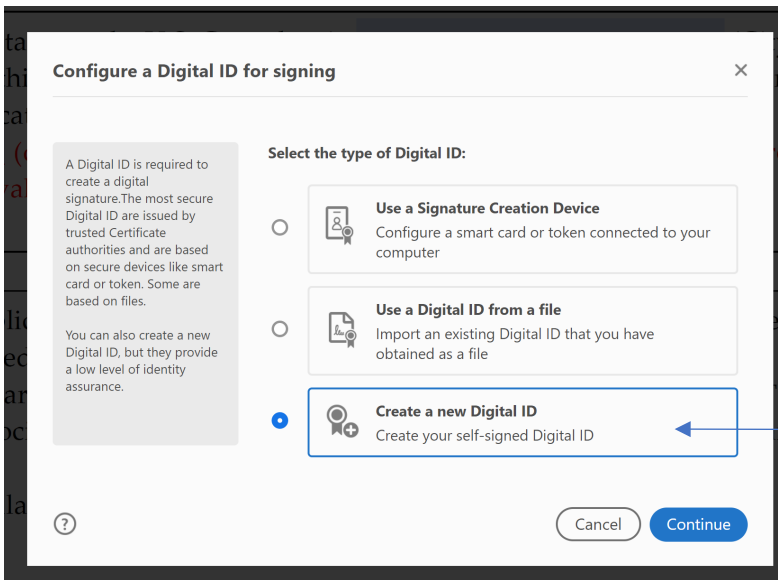 Configure a Digital ID for signing
A Digital ID is required to
create a digital
signature.The most secure
Digital ID are issued by
trusted Certificate
authorities and are based
on secure devices like smart
card or token. Some are
based on files.
You can also create a new
Digital ID, but they provide
a low level of identity
assurance.
Select the type of Digital ID:
Use a Signature Creation Device
Configure a smart card or token connected to your
computer
Use a Digital ID from a file
Import an existing Digital ID that you have
obtained as a file
Create a new Digital ID
Create your self-signed Digital ID
?
Cancel
Continue